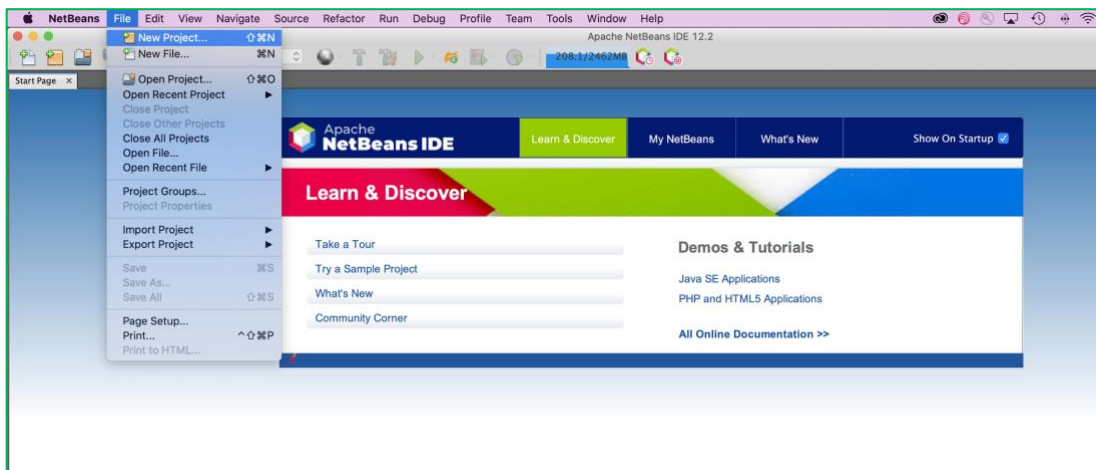 NetBeans File Edit View Navigate Source Refactor Run Debug Profile Team Tools Window Help
Apache NetBeans IDE 12.2
208.1/2462MB
Start Page ×
New Project... ⇧⌘N
New File... ⌘N
Open Project... ⇧⌘O
Open Recent Project ▶
Close Project
Close Other Projects
Close All Projects
Open File...
Open Recent File ▶
Project Groups...
Project Properties
Import Project ▶
Export Project ▶
Save ⌘S
Save As...
Save All ⇧⌘S
Page Setup...
Print... ^⇧⌘P
Print to HTML...
Apache
NetBeans IDE
Learn & Discover My NetBeans What's New Show On Startup
Learn & Discover
Take a Tour
Try a Sample Project
What's New
Community Corner
Demos & Tutorials
Java SE Applications
PHP and HTML5 Applications
All Online Documentation >>